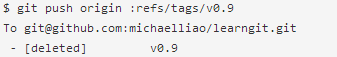 $ git push origin :refs/tags/v0.9
To git@github.com:michaelliao/learngit.git
 - [deleted]         v0.9